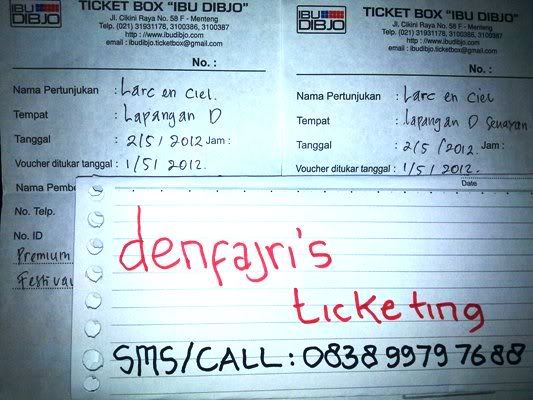 IBU DIBJO
TICKET BOX "IBU DIBJO"
Jl. Cikini Raya No. 58 F - Menteng
Telp. (021) 31931178, 3100386, 3100387
http : //www.ibudibjo.com
email : ibudibjo.ticketbox@gmail.com
No. :
Nama Pertunjukan : Larc en Ciel.
Tempat : Lapangan D
Tanggal : 2/5/2012 Jam :
Voucher ditukar tanggal : 1/5/2012.
Nama Pemb
No. Telp.
No. ID
Premium
Festival
IBU DIBJO
TICKET BOX "IBU DIBJO"
Jl. Cikini Raya No. 58 F - Menteng
Telp. (021) 31931178, 3100386, 3100387
http : //www.ibudibjo.com
email : ibudibjo.ticketbox@gmail.com
No. :
Nama Pertunjukan : Larc en Ciel
Tempat : Lapangan D Senayan
Tanggal : 2/5/2012. Jam :
Voucher ditukar tanggal : 1/5/2012.
Date
denfajri's
ticketing
SMS/CALL : 0838 9979 7688